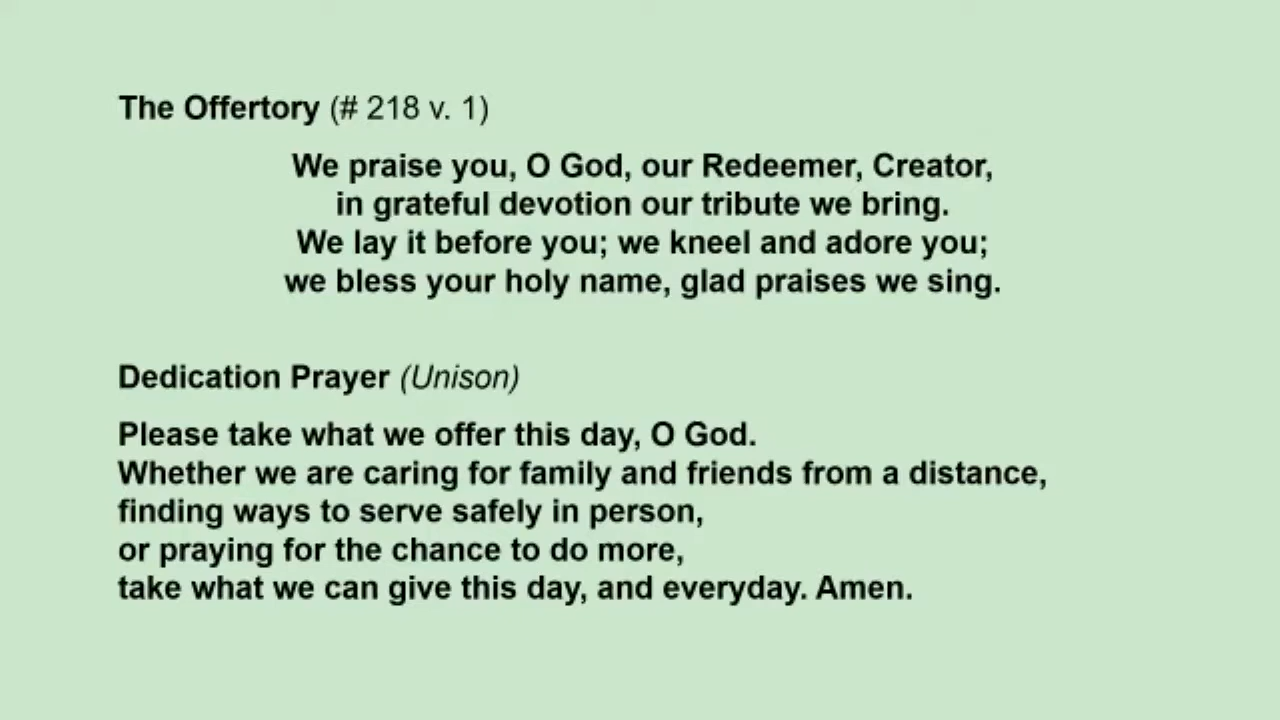 The Offertory (# 218 v. 1)
We praise you, O God, our Redeemer, Creator,
in grateful devotion our tribute we bring.
We lay it before you; we kneel and adore you;
we bless your holy name, glad praises we sing.
Dedication Prayer (Unison)
Please take what we offer this day, O God.
Whether we are caring for family and friends from a distance,
finding ways to serve safely in person,
or praying for the chance to do more,
take what we can give this day, and everyday. Amen.